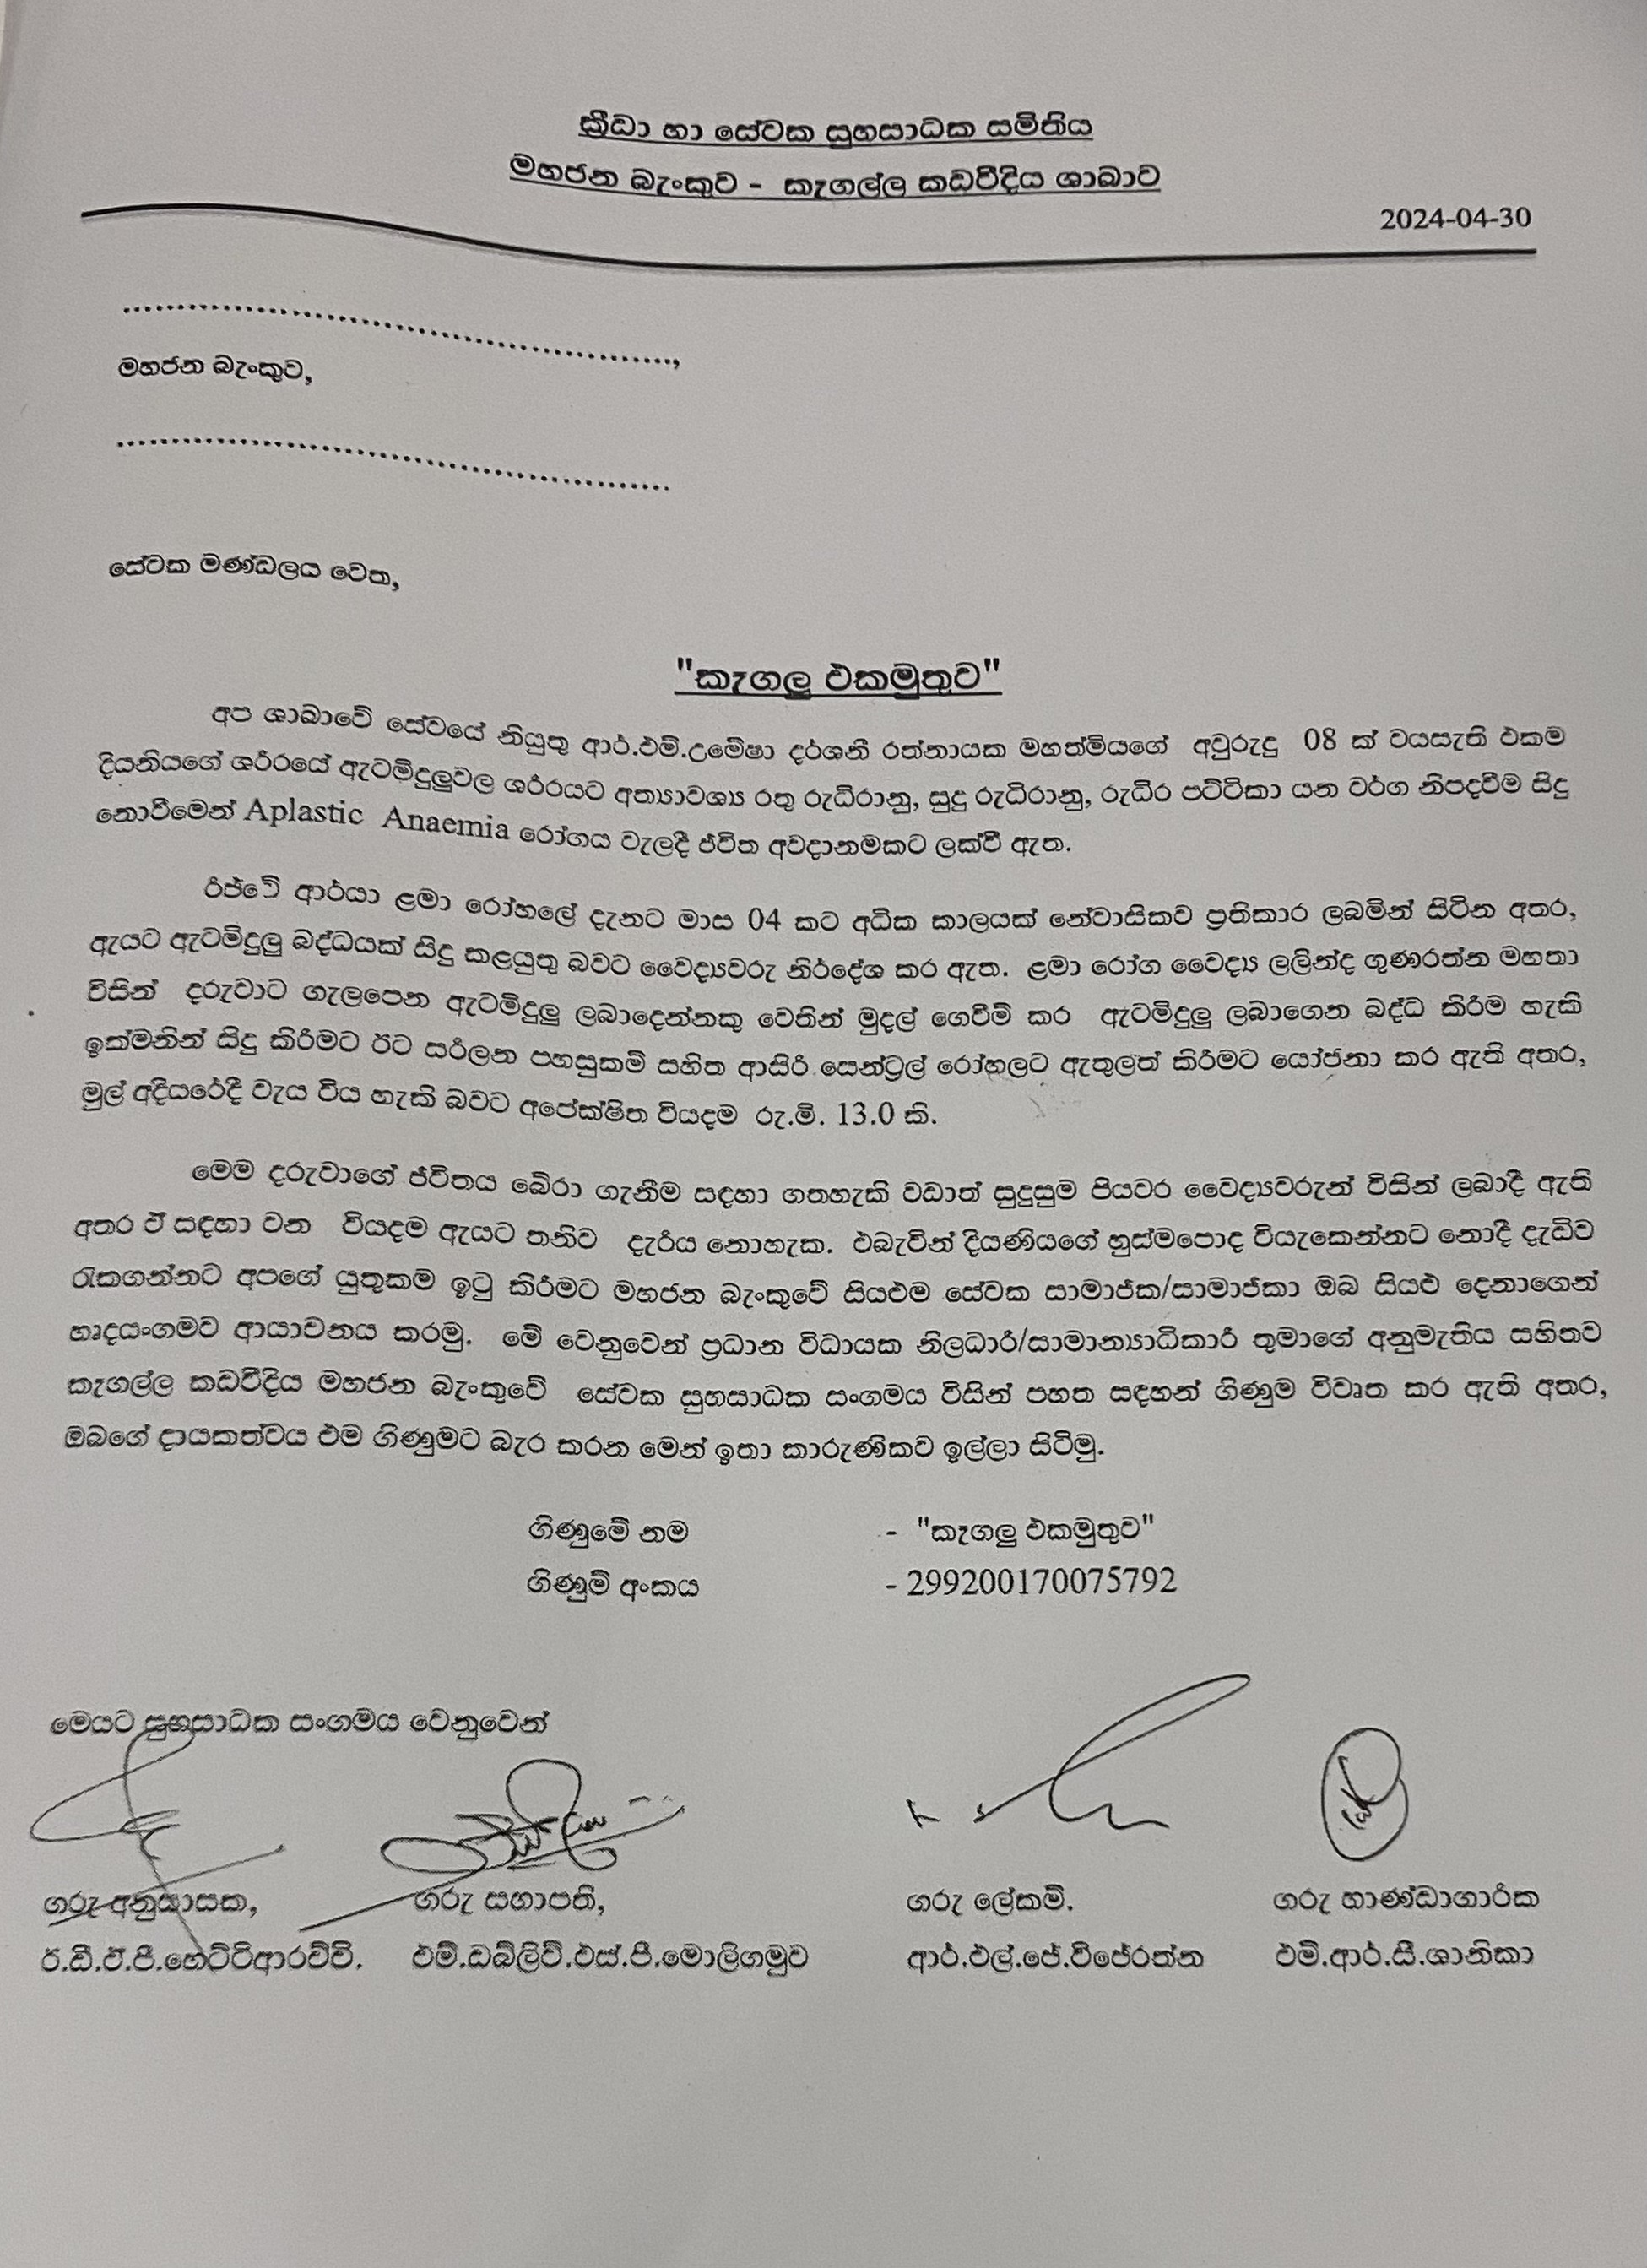 ක්‍රීඩා හා සේවක සුභසාධක සමිතිය
මහජන බැංකුව - කෑගල්ල කඩවීදිය ශාඛාව
2024-04-30
..................................................,
මහජන බැංකුව,
..................................................
සේවක මණ්ඩලය වෙත,
"කෑගලු එකමුතුව"
අප ශාඛාවේ සේවයේ නියුතු ආර්.එම්.උමේෂා දර්ශනී රත්නායක මහත්මියගේ අවුරුදු 08 ක් වයසැති එකම
දියනියගේ ශරීරයේ ඇටමිදුලුවල ශරීරයට අත්‍යාවශ්‍ය රතු රුධිරානු, සුදු රුධිරානු, රුධිර පට්ටිකා යන වර්ග නිපදවීම සිදු
නොවීමෙන් Aplastic Anaemia රෝගය වැලදී ජීවිත අවදානමකට ලක්වී ඇත.
රිජ්වේ ආර්යා ළමා රෝහලේ දැනට මාස 04 කට අධික කාලයක් නේවාසිකව ප්‍රතිකාර ලබමින් සිටින අතර,
ඇයට ඇටමිදුලු බද්ධයක් සිදු කළයුතු බවට වෛද්‍යවරු නිර්දේශ කර ඇත. ළමා රෝග වෛද්‍ය ලලින්ද ගුණරත්න මහතා
විසින් දරුවාට ගැලපෙන ඇටමිදුලු ලබාදෙන්නකු වෙතින් මුදල් ගෙවීම් කර ඇටමිදුලු ලබාගෙන බද්ධ කිරීම හැකි
ඉක්මනින් සිදු කිරීමට ඊට සරිලන පහසුකම් සහිත ආසිරි සෙන්ට්‍රල් රෝහලට ඇතුලත් කිරීමට යෝජනා කර ඇති අතර,
මුල් අදියරේදී වැය විය හැකි බවට අපේක්ෂිත වියදම රු.මි. 13.0 කි.
මෙම දරුවාගේ ජීවිතය බේරා ගැනීම සඳහා ගතහැකි වඩාත් සුදුසුම පියවර වෛද්‍යවරුන් විසින් ලබාදී ඇති
අතර ඒ සඳහා වන වියදම ඇයට තනිව දැරිය නොහැක. එබැවින් දියණියගේ හුස්මපොද වියැකෙන්නට නොදී දැඩිව
රැකගන්නට අපගේ යුතුකම ඉටු කිරීමට මහජන බැංකුවේ සියළුම සේවක සාමාජික/සාමාජිකා ඔබ සියළු දෙනාගෙන්
හෘදයංගමව ආයාචනය කරමු. මේ වෙනුවෙන් ප්‍රධාන විධායක නිලධාරී/සාමාන්‍යාධිකාරී තුමාගේ අනුමැතිය සහිතව
කෑගල්ල කඩවීදිය මහජන බැංකුවේ සේවක සුභසාධක සංගමය විසින් පහත සඳහන් ගිණුම විවෘත කර ඇති අතර,
ඔබගේ දායකත්වය එම ගිණුමට බැර කරන මෙන් ඉතා කාරුණිකව ඉල්ලා සිටිමු.
ගිණුමේ නම - "කෑගලු එකමුතුව"
ගිණුම් අංකය - 299200170075792
මෙයට සුභසාධක සංගමය වෙනුවෙන්
ගරු අනුශාසක, ගරු සභාපති, ගරු ලේකම්. ගරු භාණ්ඩාගාරික
ඊ.ඩී.ඒ.පී.හෙට්ටිආරච්චි. එම්.ඩබ්ලිව්.එස්.පී.මොලිගමුව ආර්.එල්.ජේ.විජේරත්න එම්.ආර්.සී.ශානිකා